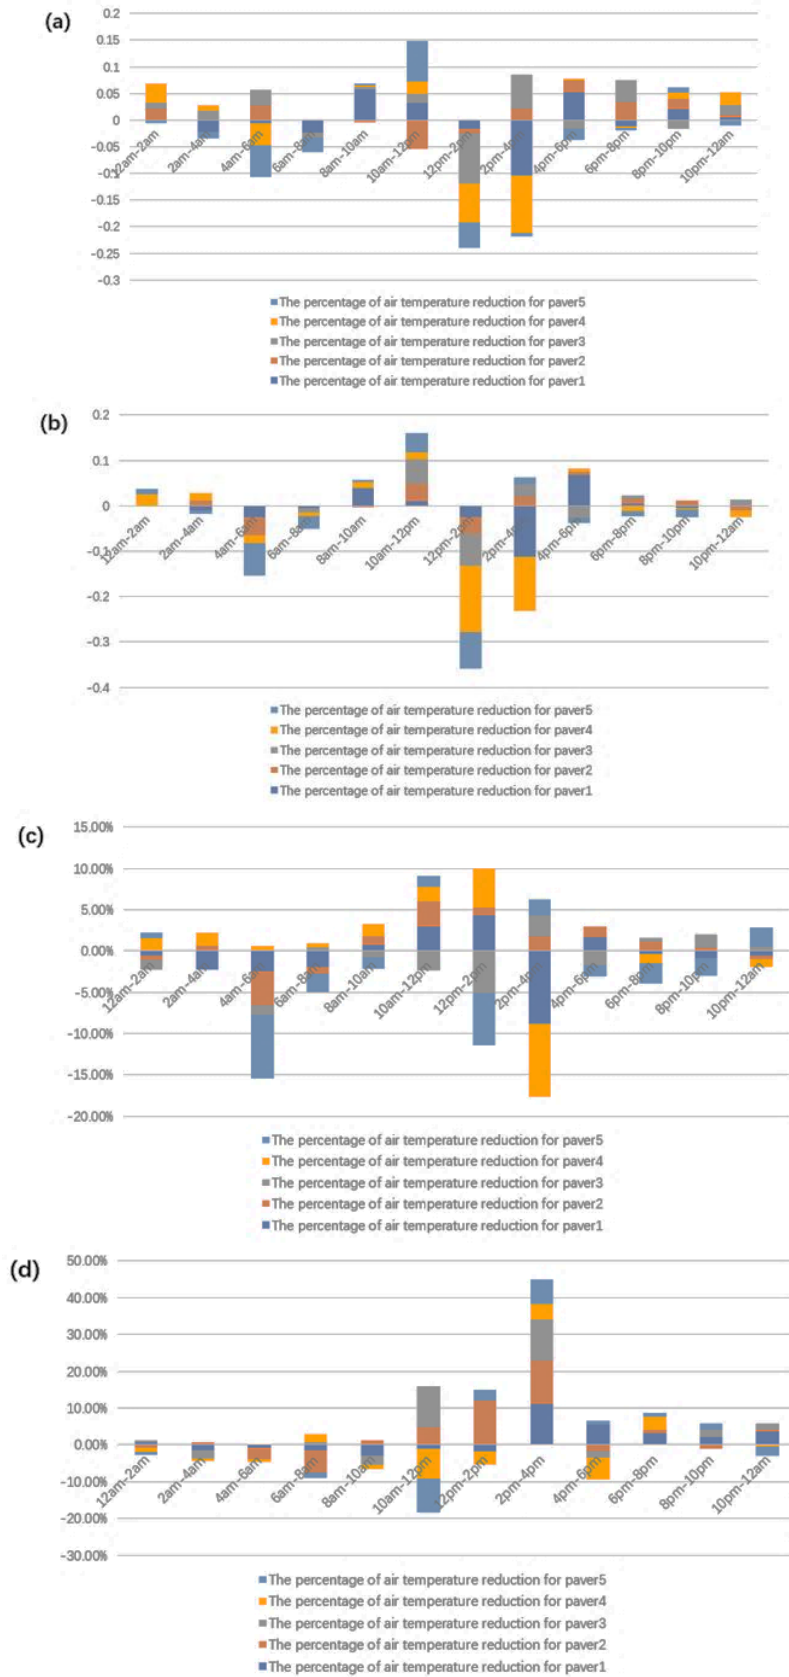 (a)
0.2
0.15
0.1
0.05
0
-0.05
-0.1
-0.15
-0.2
-0.25
-0.3
12am-2am
2am-4am
4am-6am
6am-8am
8am-10am
10am-12am
12pm-2pm
2pm-4pm
4pm-6pm
6pm-8pm
8pm-10pm
10pm-12am
The percentage of air temperature reduction for paver5
The percentage of air temperature reduction for paver4
The percentage of air temperature reduction for paver3
The percentage of air temperature reduction for paver2
The percentage of air temperature reduction for paver1
(b)
0.2
0.1
0
-0.1
-0.2
-0.3
-0.4
12am-2am
2am-4am
4am-6am
6am-8am
8am-10am
10am-12pm
12pm-2pm
2pm-4pm
4pm-6pm
6pm-8pm
8pm-10pm
10pm-12am
The percentage of air temperature reduction for paver5
The percentage of air temperature reduction for paver4
The percentage of air temperature reduction for paver3
The percentage of air temperature reduction for paver2
The percentage of air temperature reduction for paver1
(c)
15.00%
10.00%
5.00%
0.00%
-5.00%
-10.00%
-15.00%
-20.00%
12am-2am
2am-4am
4am-6am
6am-8am
8am-10am
10am-12pm
12pm-2pm
2pm-4pm
4pm-6pm
6pm-8pm
8pm-10pm
10pm-12am
The percentage of air temperature reduction for paver5
The percentage of air temperature reduction for paver4
The percentage of air temperature reduction for paver3
The percentage of air temperature reduction for paver2
The percentage of air temperature reduction for paver1
(d)
50.00%
40.00%
30.00%
20.00%
10.00%
0.00%
-10.00%
-20.00%
-30.00%
12am-2am
2am-4am
4am-6am
6am-8am
8am-10am
10am-12pm
12pm-2pm
2pm-4pm
4pm-6pm
6pm-8pm
8pm-10pm
10pm-12am
The percentage of air temperature reduction for paver5
The percentage of air temperature reduction for paver4
The percentage of air temperature reduction for paver3
The percentage of air temperature reduction for paver2
The percentage of air temperature reduction for paver1